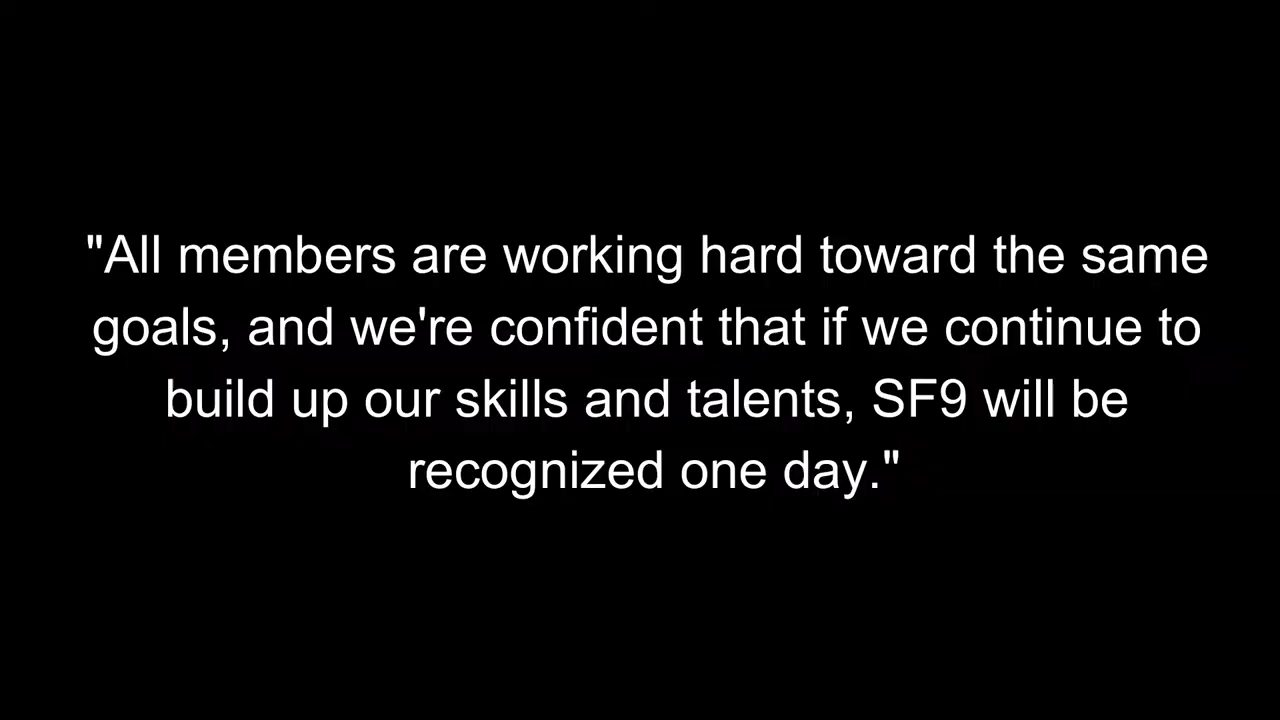 "All members are working hard toward the same
goals, and we're confident that if we continue to
build up our skills and talents, SF9 will be
recognized one day."